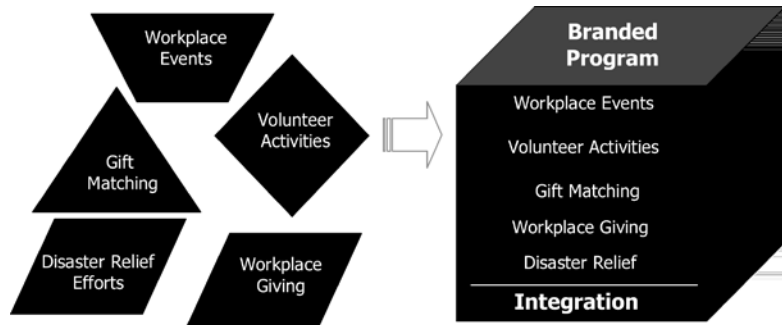 Workplace
Events
Volunteer
Activities
Gift
Matching
Disaster Relief
Efforts
Workplace
Giving
Branded
Program
Workplace Events
Volunteer Activities
Gift Matching
Workplace Giving
Disaster Relief
Integration